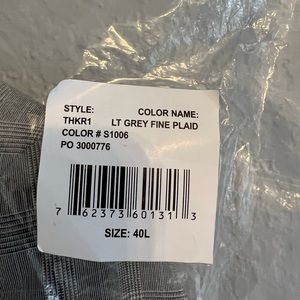 STYLE: COLOR NAME:
THKR1 LT GREY FINE PLAID
COLOR # S1006
PO 3000776
7 62373 60131 3
SIZE: 40L